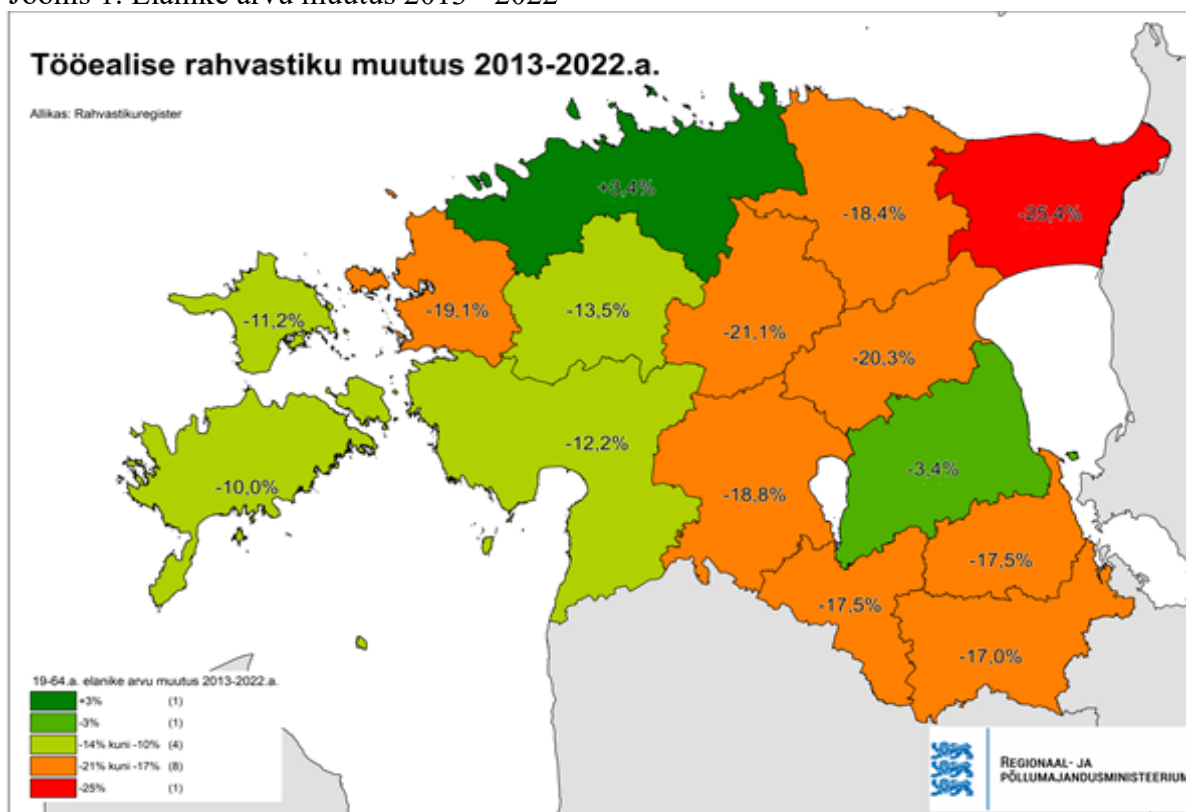 Joonis 1. Elanike arvu muutus 2013 - 2022
Tööealise rahvastiku muutus 2013-2022.a.
Allikas: Rahvastikuregister
+3,4%
-18,4%
-25,4%
-19,1%
-13,5%
-11,2%
-21,1%
-20,3%
-12,2%
-3,4%
-10,0%
-18,8%
-17,5%
-17,5%
-17,0%
19-64.a. elanike arvu muutus 2013-2022.a.
+3% (1)
-3% (1)
-14% kuni -10% (4)
-21% kuni -17% (8)
-25% (1)
REGIONAAL- JA
PÕLLUMAJANDUSMINISTEERIUM